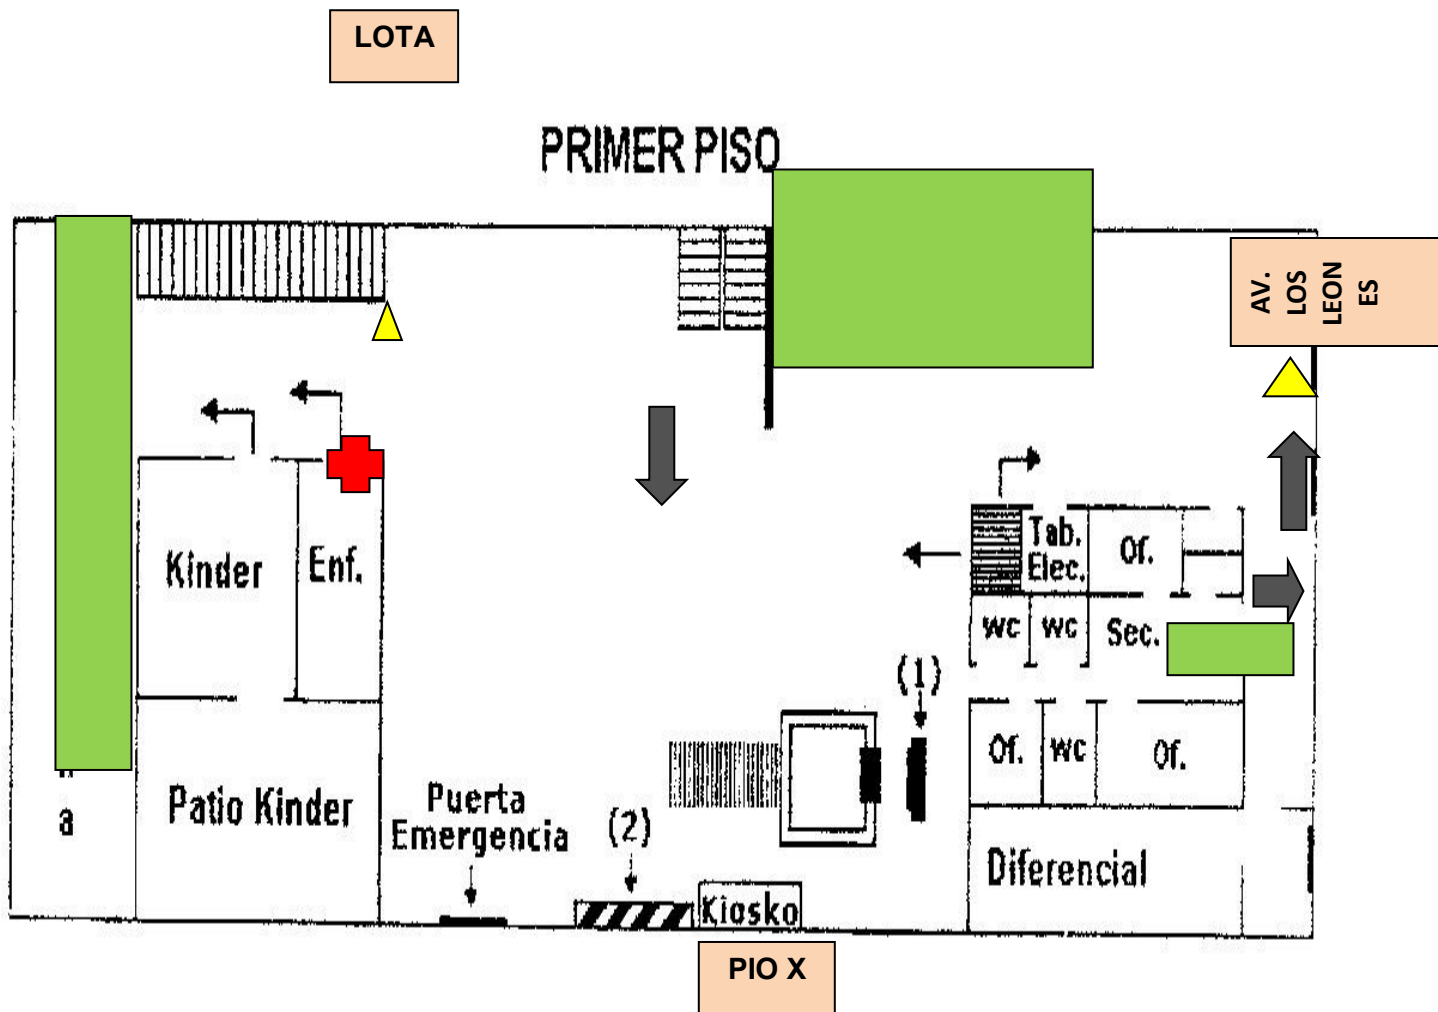 LOTA
PRIMER PISO
AV.
LOS
LEON
ES
Tab.
Elec.
Of.
Kinder
Enf.
wc
wc
Sec.
(1)
Of.
wc
Of.
Patio Kinder
Puerta
Emergencia
(2)
a
Diferencial
Kiosko
PIO X